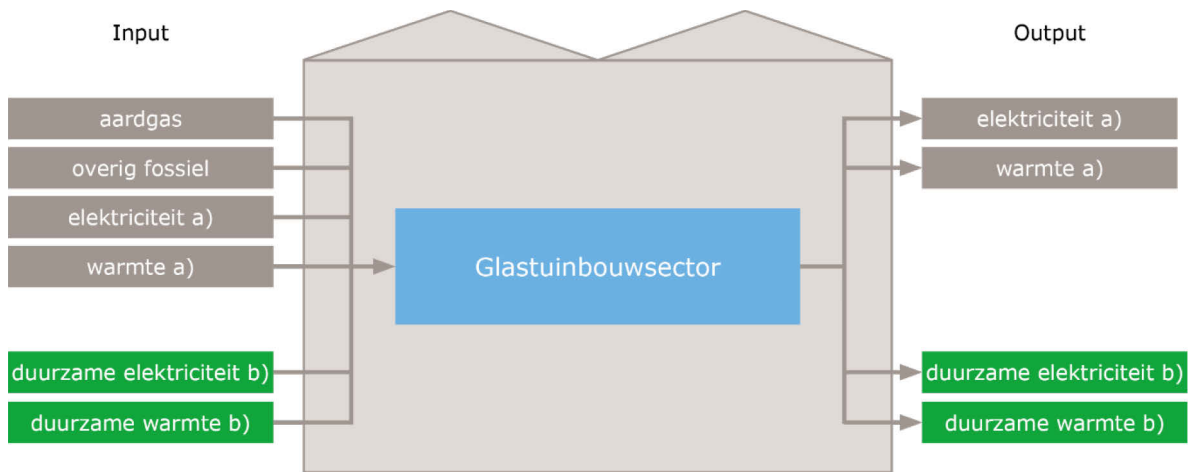 Input
Output
aardgas
overig fossiel
elektriciteit a)
warmte a)
duurzame elektriciteit b)
duurzame warmte b)
Glastuinbouwsector
elektriciteit a)
warmte a)
duurzame elektriciteit b)
duurzame warmte b)